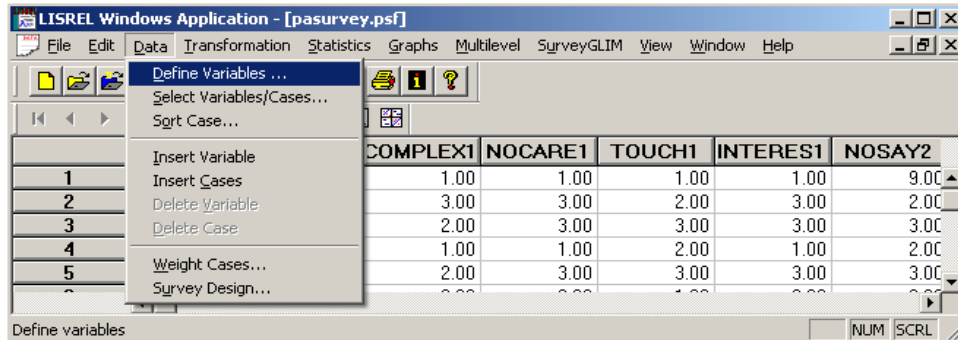 LISREL Windows Application - [pasurvey.psf]
File Edit Data Transformation Statistics Graphs Multilevel SurveyGLIM View Window Help
Define Variables ...
Select Variables/Cases...
Sort Case...
Insert Variable
Insert Cases
Delete Variable
Delete Case
Weight Cases...
Survey Design...
COMPLEX1 NOCARE1 TOUCH1 INTERES1 NOSAY2
1 1.00 1.00 1.00 1.00 9.00
2 3.00 3.00 2.00 3.00 2.00
3 2.00 3.00 3.00 3.00 3.00
4 1.00 1.00 2.00 1.00 2.00
5 2.00 3.00 3.00 3.00 3.00
Define variables NUM SCRL